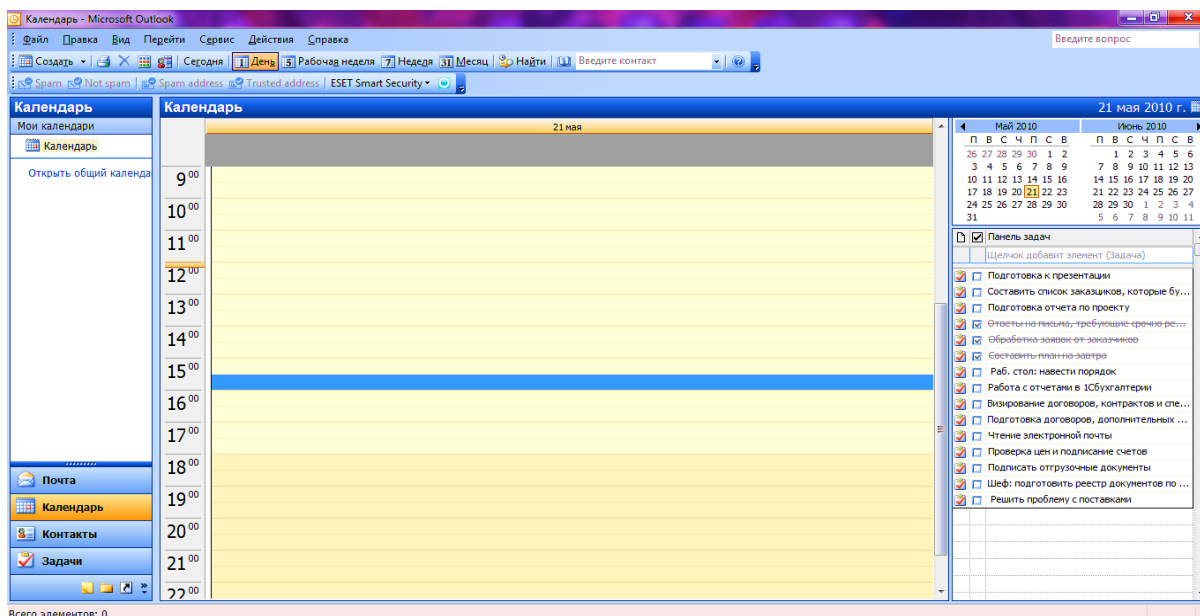 Календарь - Microsoft Outlook
Файл Правка Вид Перейти Сервис Действия Справка
Введите вопрос
Создать Сегодня 1 День 5 Рабочая неделя 7 Неделя 31 Месяц Найти Введите контакт
Spam Not spam Spam address Trusted address ESET Smart Security
Календарь
Мои календари
Календарь
Открыть общий календа
Почта
Календарь
Контакты
Задачи
Календарь 21 мая 2010 г.
21 мая
9 00
10 00
11 00
12 00
13 00
14 00
15 00
16 00
17 00
18 00
19 00
20 00
21 00
22 00
Май 2010
П В С Ч П С В
26 27 28 29 30 1 2
3 4 5 6 7 8 9
10 11 12 13 14 15 16
17 18 19 20 21 22 23
24 25 26 27 28 29 30
31
Июнь 2010
П В С Ч П С В
1 2 3 4 5 6
7 8 9 10 11 12 13
14 15 16 17 18 19 20
21 22 23 24 25 26 27
28 29 30 1 2 3 4
5 6 7 8 9 10 11
Панель задач
Щелчок добавит элемент (Задача)
Подготовка к презентации
Составить список заказщиков, которые бу...
Подготовка отчета по проекту
Ответы на письма, требующие срочно ре...
Обработка заявок от заказчиков
Составить план на завтра
Раб. стол: навести порядок
Работа с отчетами в 1Сбухгалтерии
Визирование договоров, контрактов и спе...
Подготовка договоров, дополнительных ...
Чтение электронной почты
Проверка цен и подписание счетов
Подписать отгрузочные документы
Шеф: подготовить реестр документов по ...
Решить проблему с поставками
Всего элементов: 0